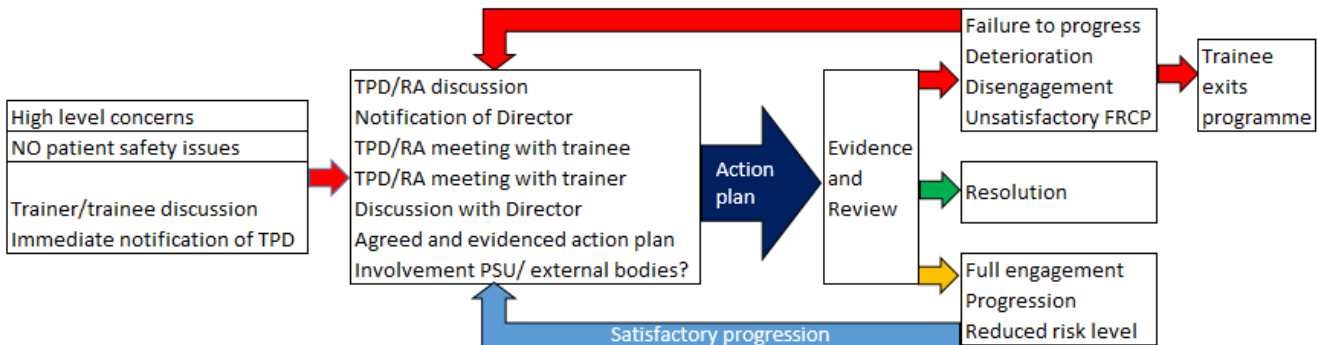 High level concerns
NO patient safety issues
Trainer/trainee discussion
Immediate notification of TPD
TPD/RA discussion
Notification of Director
TPD/RA meeting with trainee
TPD/RA meeting with trainer
Discussion with Director
Agreed and evidenced action plan
Involvement PSU/ external bodies?
Action
plan
Evidence
and
Review
Failure to progress
Deterioration
Disengagement
Unsatisfactory FRCP
Trainee
exits
programme
Resolution
Full engagement
Progression
Reduced risk level
Satisfactory progression